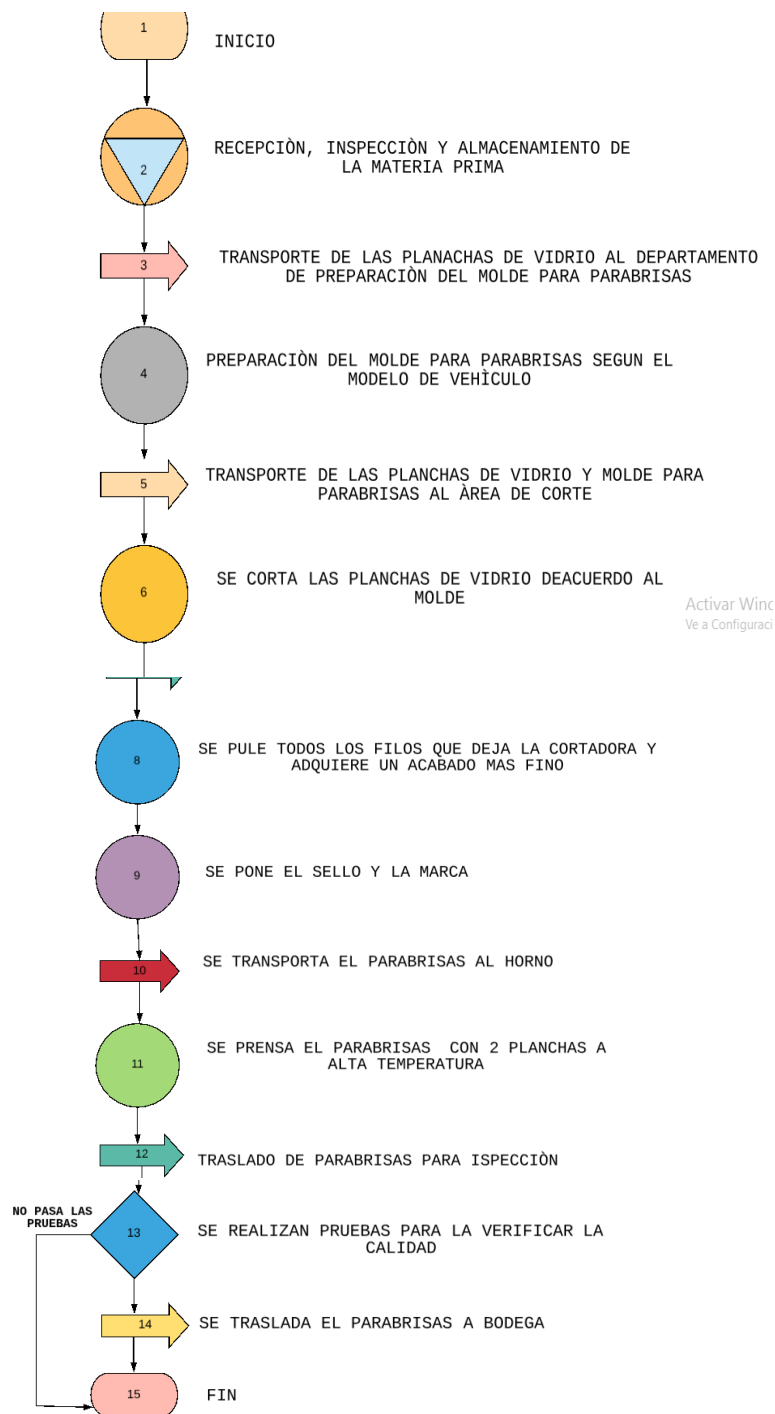 1
INICIO
RECEPCIÒN, INSPECCIÒN Y ALMACENAMIENTO DE
LA MATERIA PRIMA
2
TRANSPORTE DE LAS PLANACHAS DE VIDRIO AL DEPARTAMENTO
DE PREPARACIÒN DEL MOLDE PARA PARABRISAS
3
PREPARACIÒN DEL MOLDE PARA PARABRISAS SEGUN EL
MODELO DE VEHÌCULO
4
TRANSPORTE DE LAS PLANCHAS DE VIDRIO Y MOLDE PARA
PARABRISAS AL ÀREA DE CORTE
5
SE CORTA LAS PLANCHAS DE VIDRIO DEACUERDO AL
MOLDE
6
Activar Wind
Ve a Configuraci
SE PULE TODOS LOS FILOS QUE DEJA LA CORTADORA Y
ADQUIERE UN ACABADO MAS FINO
8
SE PONE EL SELLO Y LA MARCA
9
SE TRANSPORTA EL PARABRISAS AL HORNO
10
SE PRENSA EL PARABRISAS CON 2 PLANCHAS A
ALTA TEMPERATURA
11
12
TRASLADO DE PARABRISAS PARA ISPECCIÒN
NO PASA LAS
PRUEBAS
13
SE REALIZAN PRUEBAS PARA LA VERIFICAR LA
CALIDAD
14
SE TRASLADA EL PARABRISAS A BODEGA
15
FIN